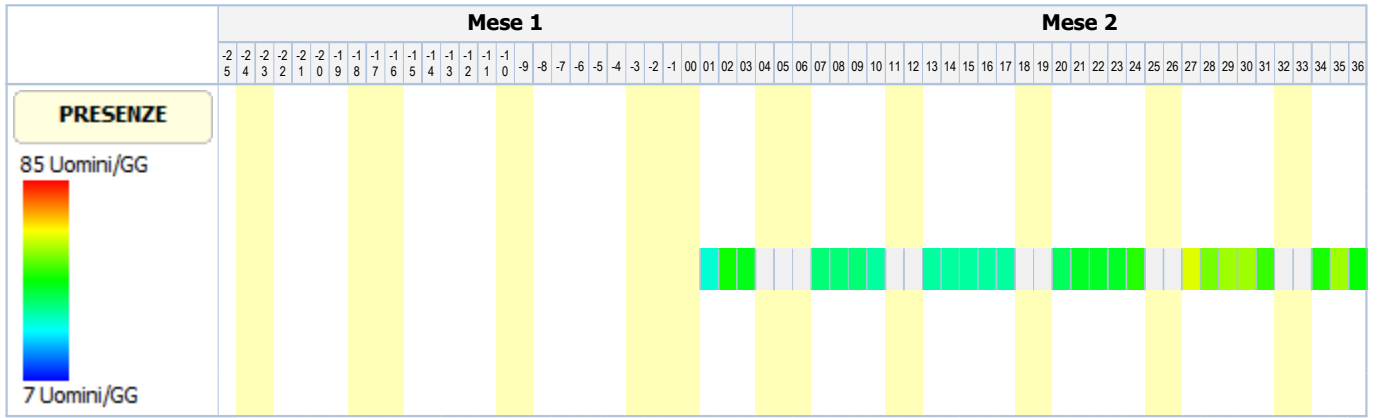 Mese 1 Mese 2
-25 -24 -23 -22 -21 -20 -19 -18 -17 -16 -15 -14 -13 -12 -11 -10 -9 -8 -7 -6 -5 -4 -3 -2 -1 00 01 02 03 04 05 06 07 08 09 10 11 12 13 14 15 16 17 18 19 20 21 22 23 24 25 26 27 28 29 30 31 32 33 34 35 36
PRESENZE
85 Uomini/GG
7 Uomini/GG